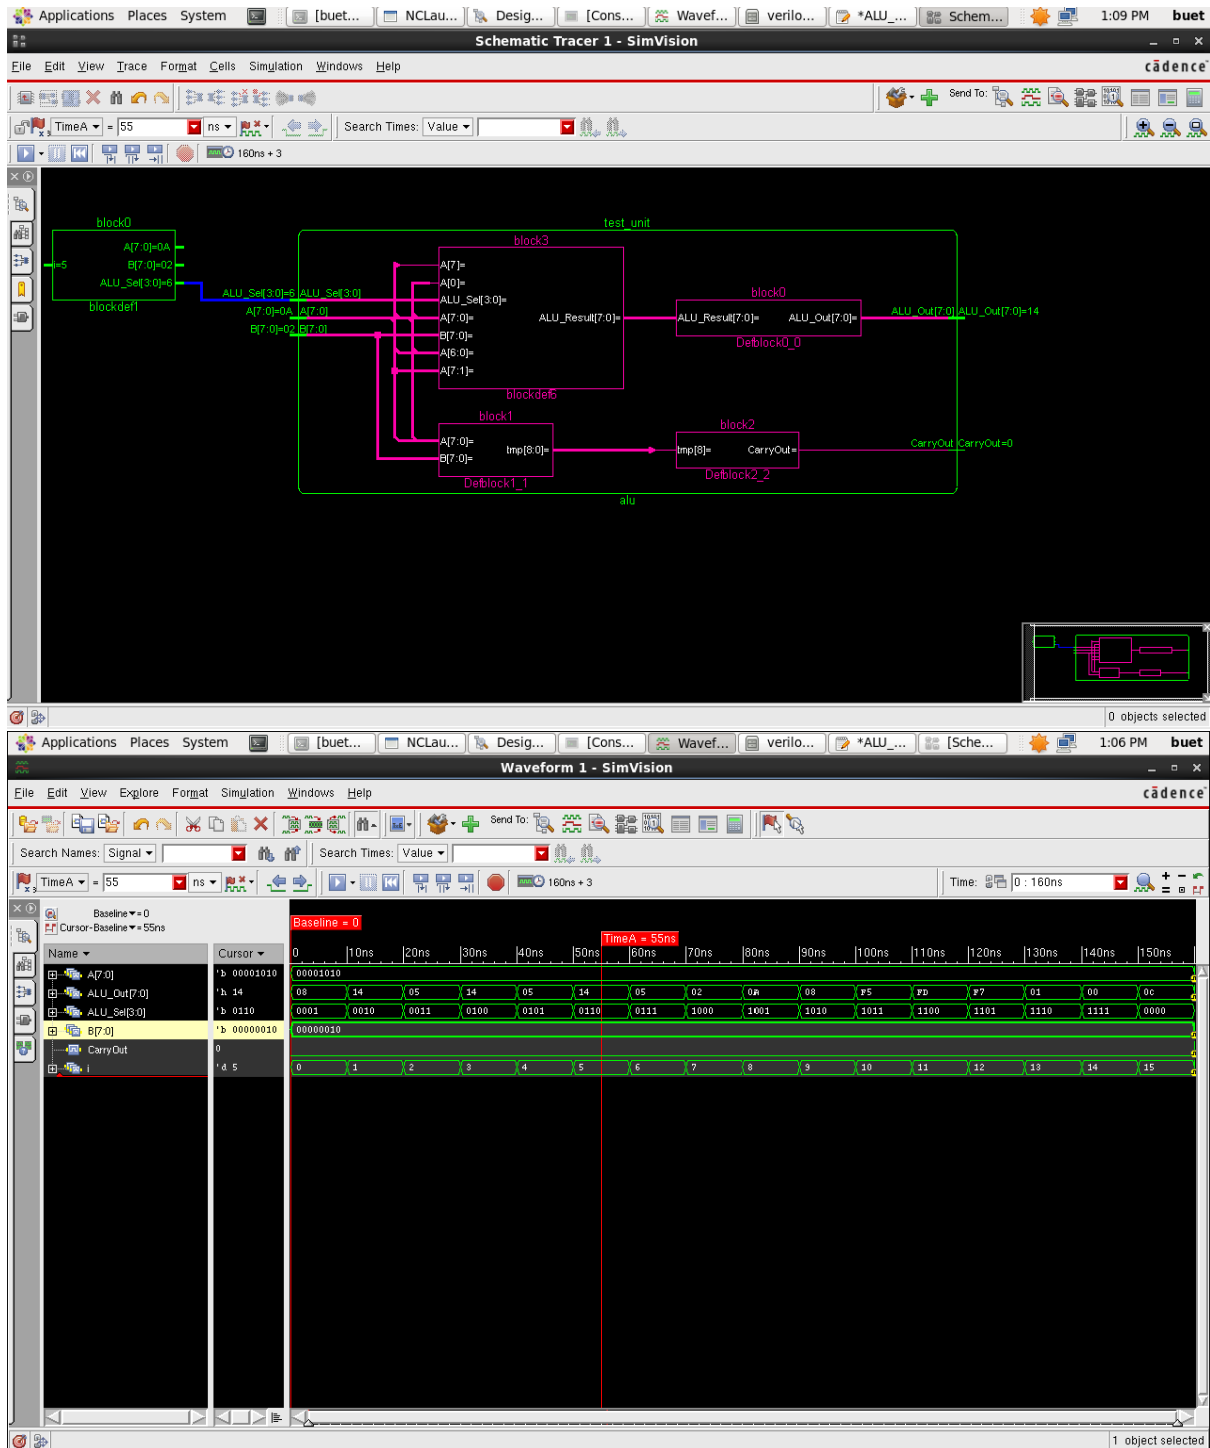 Applications Places System [buet... NCLau... Desig... [Cons... Wavef... verilo... *ALU_... Schem... 1:09 PM buet
Schematic Tracer 1 - SimVision
File Edit View Trace Format Cells Simulation Windows Help cādence
Send To:
TimeA = 55 ns Search Times: Value
160ns + 3
block0
A[7:0]=0A
i=5 B[7:0]=02
ALU_Sel[3:0]=6
blockdef1
test_unit
block3
A[7]=
A[0]=
ALU_Sel[3:0]=6 ALU_Sel[3:0] ALU_Sel[3:0]=
A[7:0]=0A A[7:0] A[7:0]= ALU_Result[7:0]=
B[7:0]=02 B[7:0] B[7:0]=
A[6:0]=
A[7:1]=
blockdef6
block0
ALU_Result[7:0]= ALU_Out[7:0]= ALU_Out[7:0] ALU_Out[7:0]=14
Defblock0_0
block1
A[7:0]= tmp[8:0]=
B[7:0]=
Defblock1_1
block2
tmp[8]= CarryOut= CarryOut CarryOut=0
Defblock2_2
alu
0 objects selected
Applications Places System [buet... NCLau... Desig... [Cons... Wavef... verilo... *ALU_... [Sche... 1:06 PM buet
Waveform 1 - SimVision
File Edit View Explore Format Simulation Windows Help cādence
Send To:
Search Names: Signal Search Times: Value
TimeA = 55 ns 160ns + 3 Time: 0 : 160ns
Baseline = 0
Cursor-Baseline = 55ns
Baseline = 0
TimeA = 55ns
Name Cursor 0 10ns 20ns 30ns 40ns 50ns 60ns 70ns 80ns 90ns 100ns 110ns 120ns 130ns 140ns 150ns
A[7:0] 'b 00001010 00001010
ALU_Out[7:0] 'h 14 08 14 05 14 05 14 05 02 0A 08 F5 FD F7 01 00 0C
ALU_Sel[3:0] 'b 0110 0001 0010 0011 0100 0101 0110 0111 1000 1001 1010 1011 1100 1101 1110 1111 0000
B[7:0] 'b 00000010 00000010
CarryOut 0
i 'd 5 0 1 2 3 4 5 6 7 8 9 10 11 12 13 14 15
1 object selected